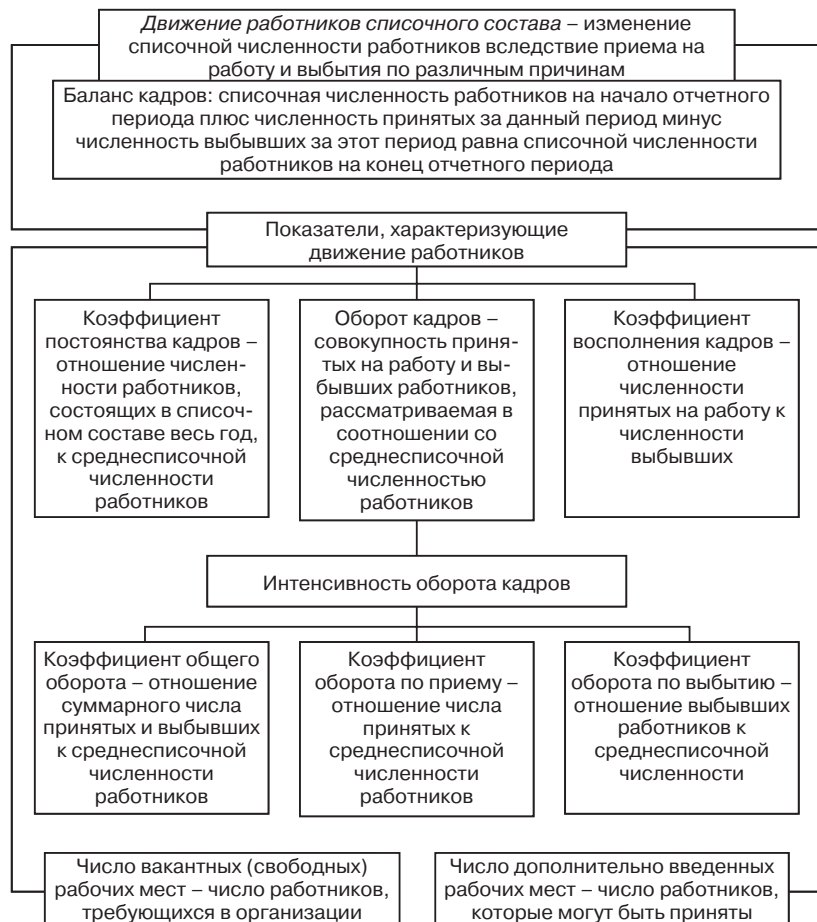 Движение работников списочного состава – изменение
списочной численности работников вследствие приема на
работу и выбытия по различным причинам
Баланс кадров: списочная численность работников на начало отчетного
периода плюс численность принятых за данный период минус
численность выбывших за этот период равна списочной численности
работников на конец отчетного периода
Показатели, характеризующие
движение работников
Коэффициент
постоянства кадров –
отношение числен-
ности работников,
состоящих в списоч-
ном составе весь год,
к среднесписочной
численности
работников
Оборот кадров –
совокупность приня-
тых на работу и вы-
бывших работников,
рассматриваемая в
соотношении со
среднесписочной
численностью
работников
Коэффициент
восполнения кадров –
отношение
численности
принятых на работу к
численности
выбывших
Интенсивность оборота кадров
Коэффициент общего
оборота – отношение
суммарного числа
принятых и выбывших
к среднесписочной
численности
работников
Коэффициент
оборота по приему –
отношение числа
принятых к
среднесписочной
численности
работников
Коэффициент
оборота по выбытию –
отношение выбывших
работников к
среднесписочной
численности
Число вакантных (свободных)
рабочих мест – число работников,
требующихся в организации
Число дополнительно введенных
рабочих мест – число работников,
которые могут быть приняты